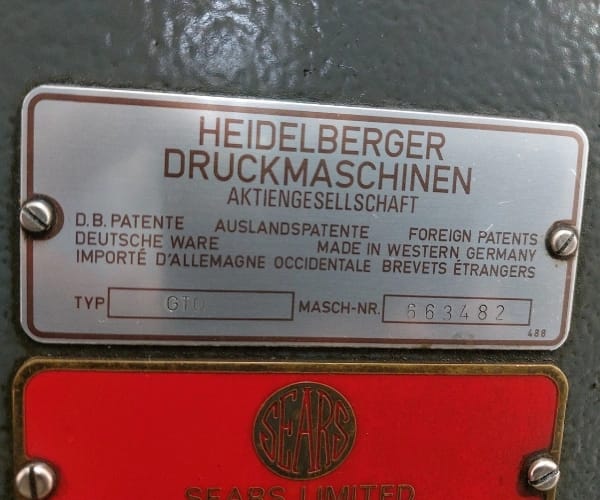 HEIDELBERGER
DRUCKMASCHINEN
AKTIENGESELLSCHAFT
D.B. PATENTE AUSLANDSPATENTE FOREIGN PATENTS
DEUTSCHE WARE MADE IN WESTERN GERMANY
IMPORTÉ D'ALLEMAGNE OCCIDENTALE BREVETS ÉTRANGERS
TYP GTO MASCH-NR. 663482
488
SEARS
SEARS LIMITED